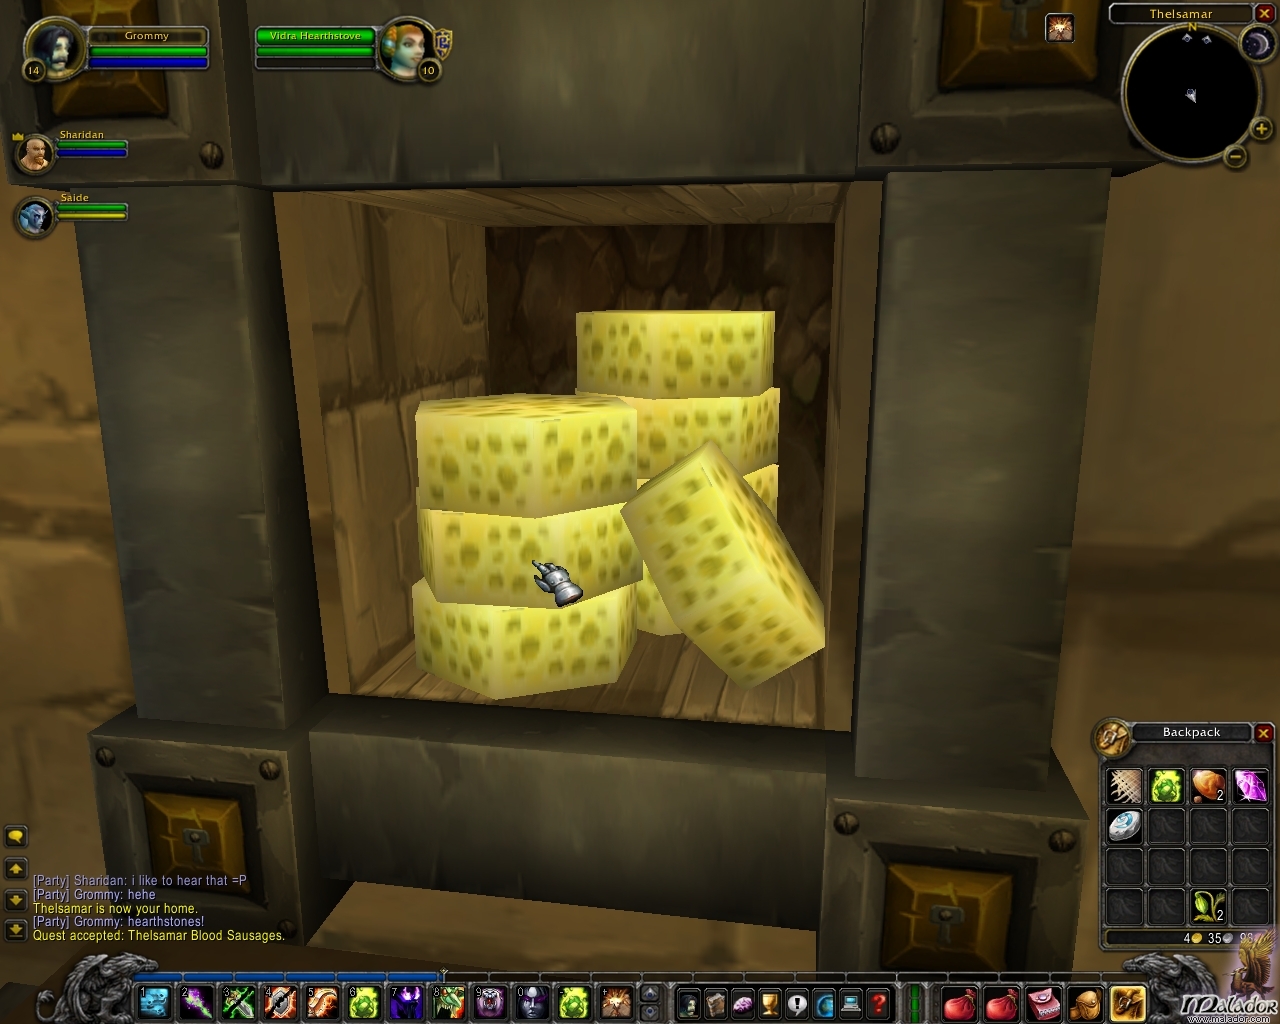 Grommy
14
Vidra Hearthstove
10
Thelsamar
N
Sharidan
Saide
Backpack
2
2
4 35
[Party] Sharidan: i like to hear that =P
[Party] Grommy: hehe
Thelsamar is now your home.
[Party] Grommy: hearthstones!
Quest accepted: Thelsamar Blood Sausages.
1 2 3 4 5 6 7 8 9 0 - +
Malador
www.malador.com